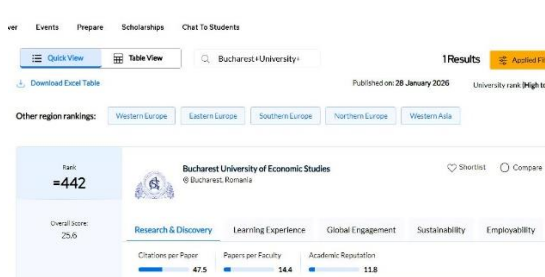 ver Events Prepare Scholarships Chat To Students
Quick View Table View Bucharest+University+ 1 Results Applied Fil
Download Excel Table Published on: 28 January 2026 University rank (High to
Other region rankings: Western Europe Eastern Europe Southern Europe Northern Europe Western Asia
Rank Bucharest University of Economic Studies Shortlist Compare
=442 Bucharest, Romania
Overall Score: Research & Discovery Learning Experience Global Engagement Sustainability Employability
25.6
Citations per Paper Papers per Faculty Academic Reputation
47.5 14.4 11.8